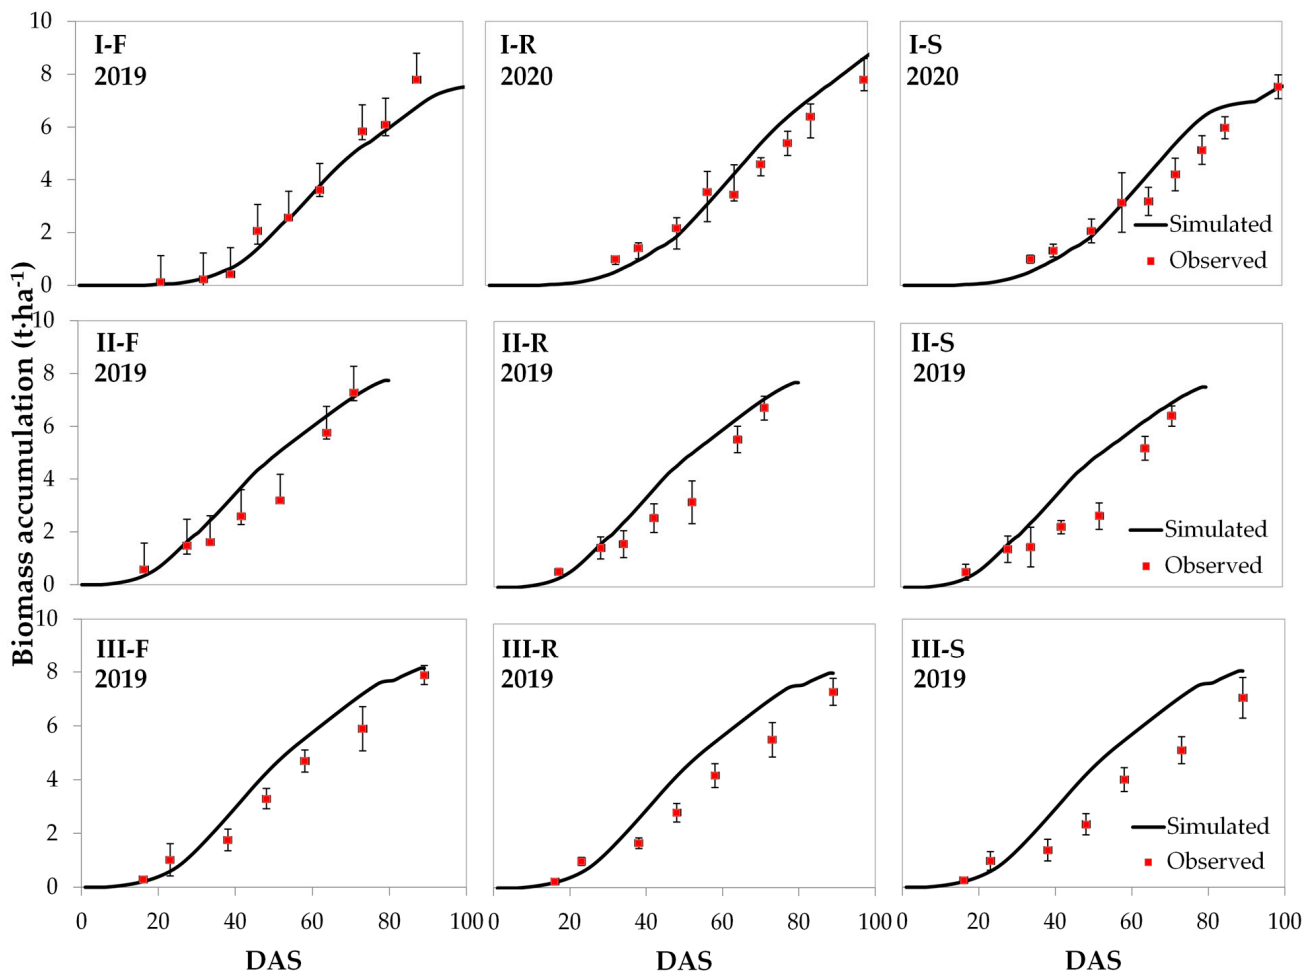 Biomass accumulation (t·ha⁻¹)
10
8
6
4
2
0
I-F
2019
I-R
2020
I-S
2020
Simulated
Observed
10
8
6
4
2
0
II-F
2019
II-R
2019
II-S
2019
Simulated
Observed
10
8
6
4
2
0
III-F
2019
III-R
2019
III-S
2019
Simulated
Observed
0 20 40 60 80 100
20 40 60 80 100
0 20 40 60 80 100
DAS DAS DAS